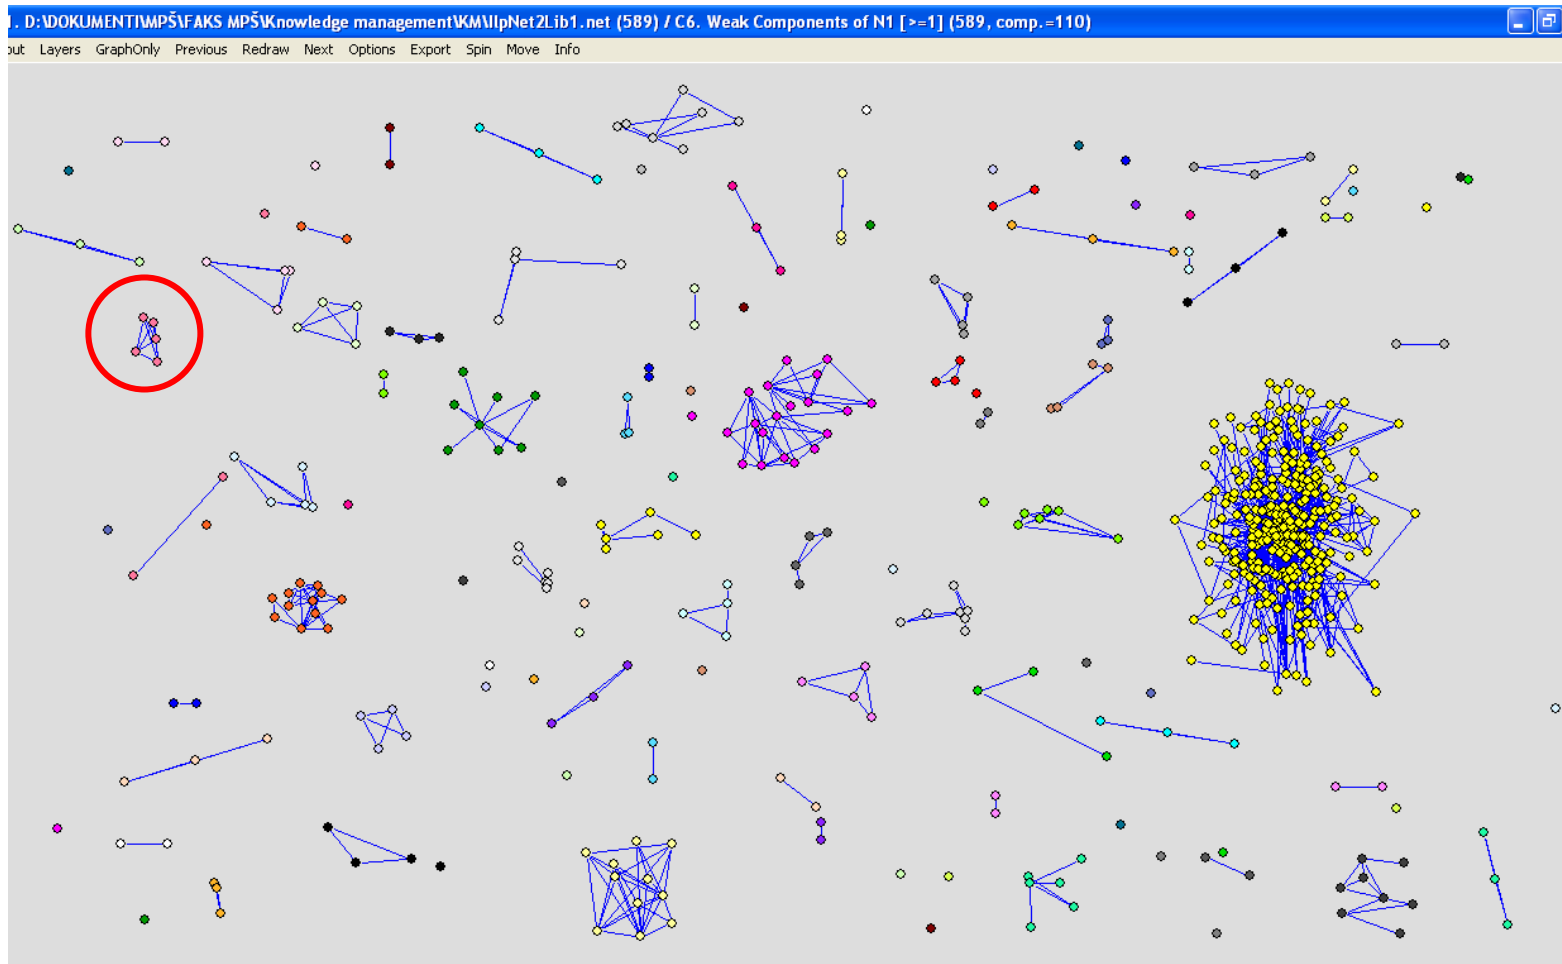 1. D:\DOKUMENTI\MPŠ\FAKS MPŠ\Knowledge management\KM\IlpNet2Lib1.net (589) / C6. Weak Components of N1 [>=1] (589, comp.=110)
out Layers GraphOnly Previous Redraw Next Options Export Spin Move Info